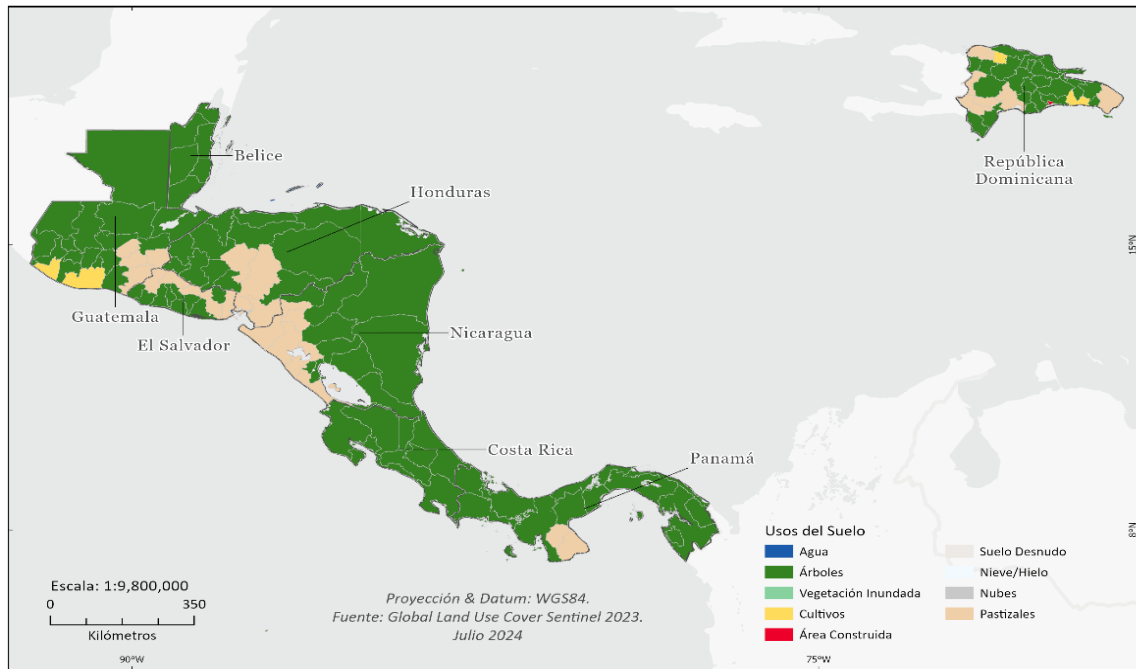 Belice
Honduras
República
Dominicana
15°N
Guatemala
El Salvador
Nicaragua
Costa Rica
Panamá
8°N
Usos del Suelo
Agua
Árboles
Vegetación Inundada
Cultivos
Área Construida
Suelo Desnudo
Nieve/Hielo
Nubes
Pastizales
Escala: 1:9,800,000
0 350
Kilómetros
Proyección & Datum: WGS84.
Fuente: Global Land Use Cover Sentinel 2023.
Julio 2024
90°W
75°W